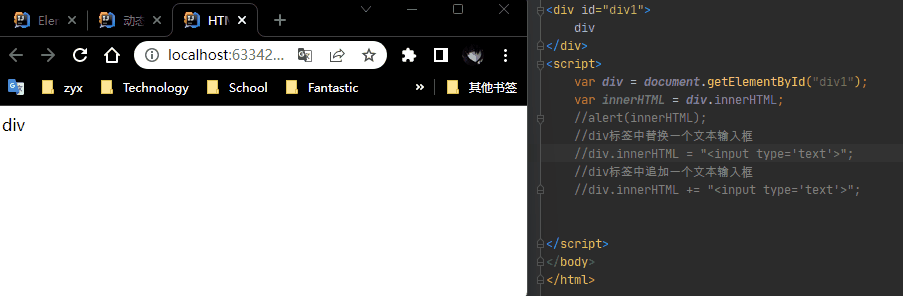 Eler
动态
HTM
localhost:63342...
zyx
Technology
School
Fantastic
»
其他书签
div
<div id="div1">
div
</div>
<script>
var div = document.getElementById("div1");
var innerHTML = div.innerHTML;
//alert(innerHTML);
//div标签中替换一个文本输入框
//div.innerHTML = "<input type='text'>";
//div标签中追加一个文本输入框
//div.innerHTML += "<input type='text'>";
</script>
</body>
</html>